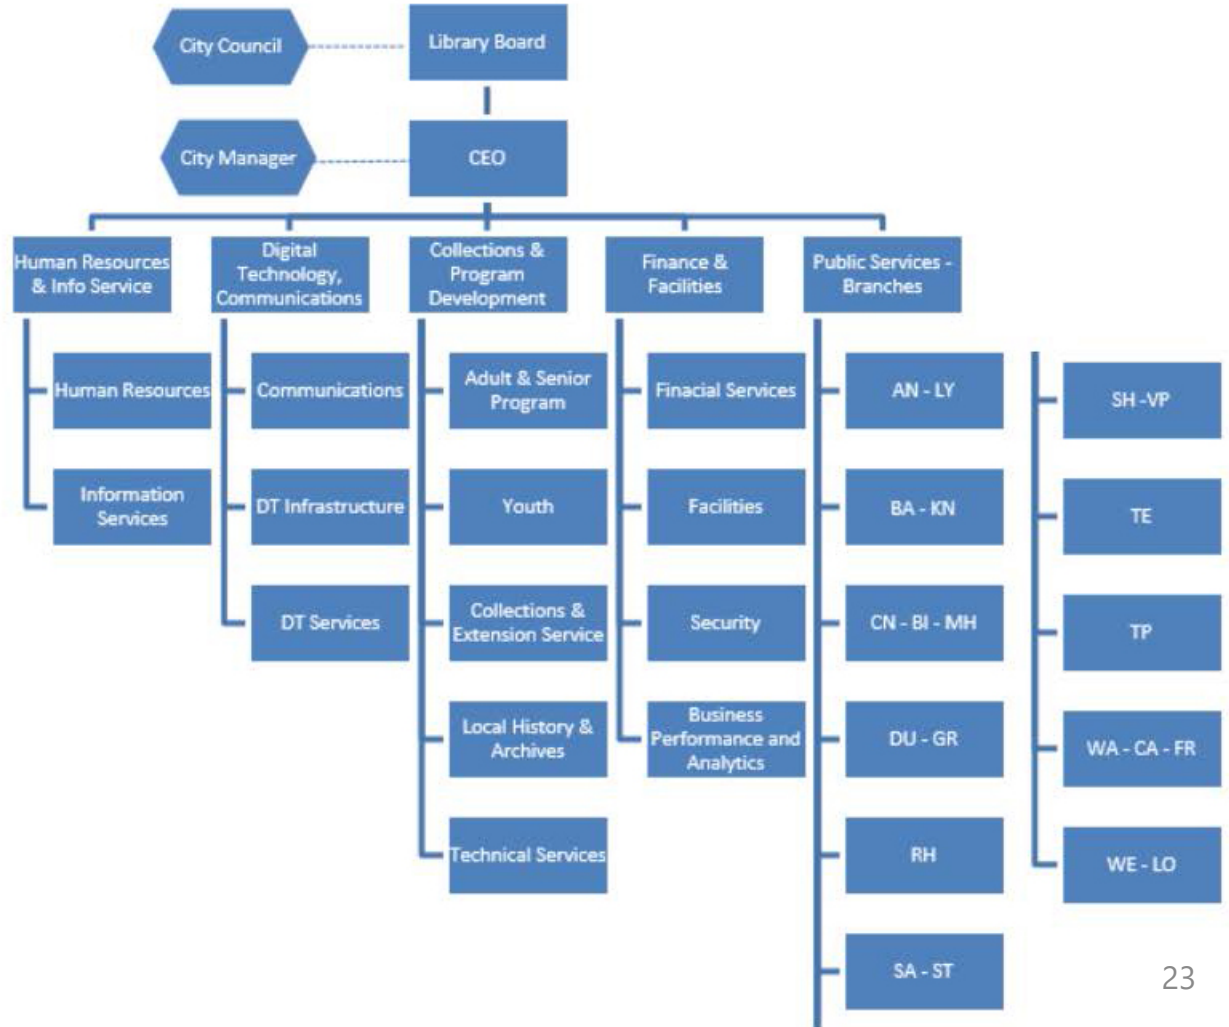 City Council
Library Board
City Manager
CEO
Human Resources
& Info Service
Digital
Technology,
Communications
Collections &
Program
Development
Finance &
Facilities
Public Services -
Branches
Human Resources
Information
Services
Communications
DT Infrastructure
DT Services
Adult & Senior
Program
Youth
Collections &
Extension Service
Local History &
Archives
Technical Services
Finacial Services
Facilities
Security
Business
Performance and
Analytics
AN - LY
BA - KN
CN - BI - MH
DU - GR
RH
SA - ST
SH -VP
TE
TP
WA - CA - FR
WE - LO
23